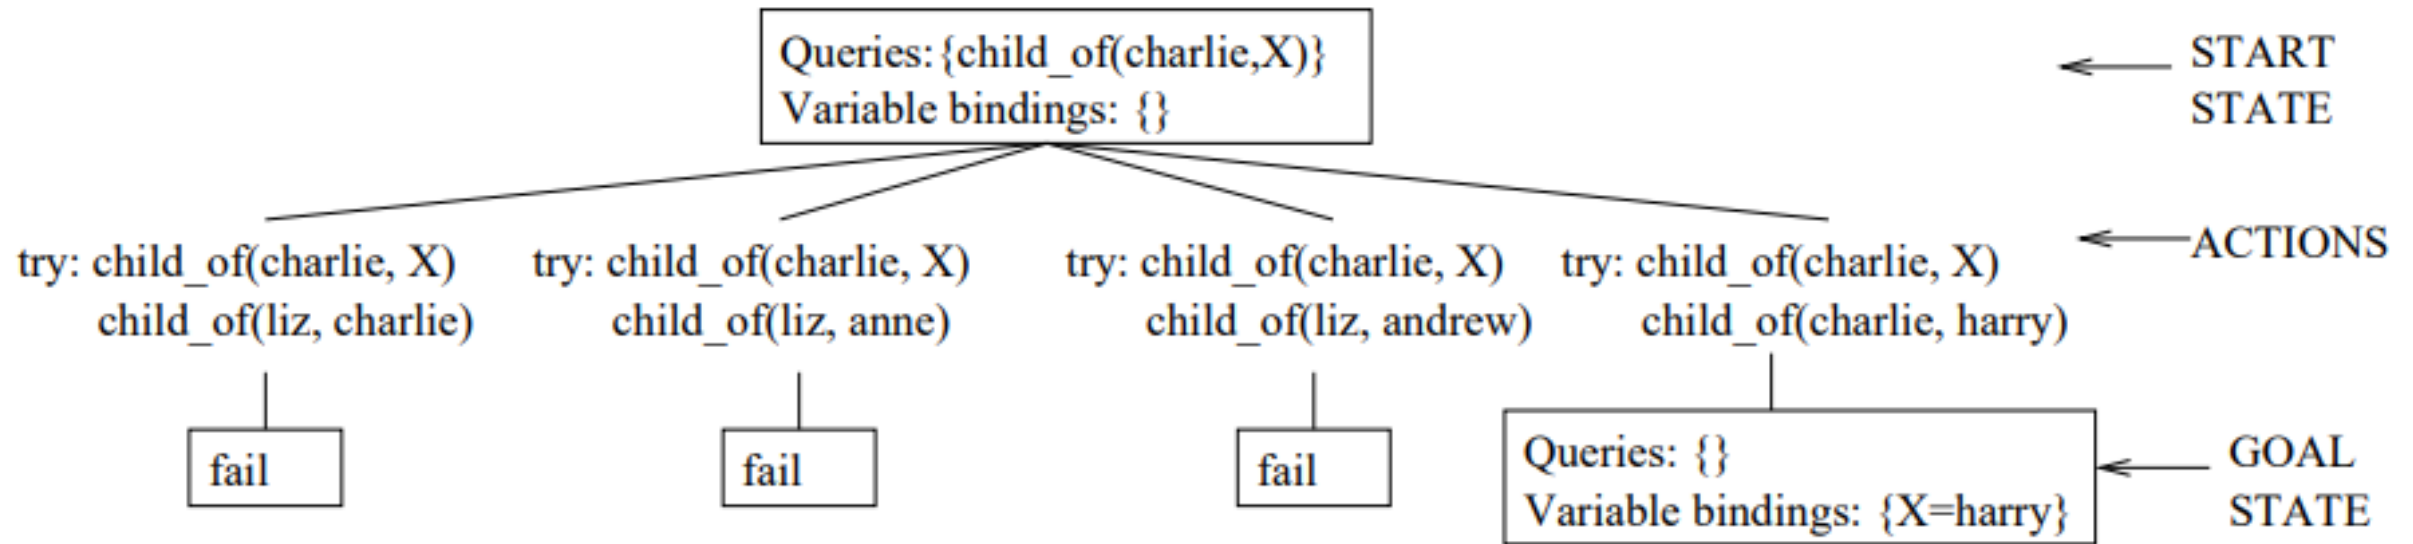 Queries:{child_of(charlie,X)}
Variable bindings: {}
START
STATE
try: child_of(charlie, X)
child_of(liz, charlie)
try: child_of(charlie, X)
child_of(liz, anne)
try: child_of(charlie, X)
child_of(liz, andrew)
try: child_of(charlie, X)
child_of(charlie, harry)
ACTIONS
fail
fail
fail
Queries: {}
Variable bindings: {X=harry}
GOAL
STATE